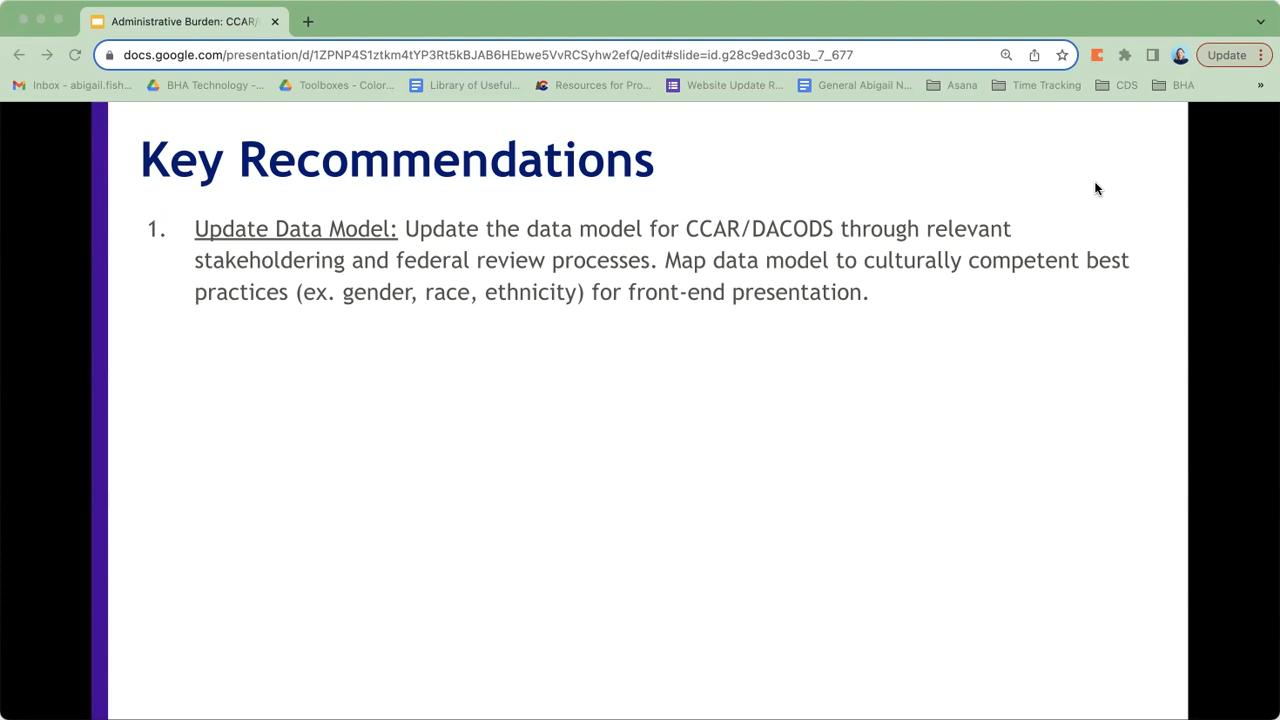 Administrative Burden: CCAR/
docs.google.com/presentation/d/1ZPNP4S1ztkm4tYP3Rt5kBJAB6HEbwe5VvRCSyhw2efQ/edit#slide=id.g28c9ed3c03b_7_677
Update
Inbox - abigail.fish... BHA Technology -... Toolboxes - Color... Library of Useful... Resources for Pro... Website Update R... General Abigail N... Asana Time Tracking CDS BHA »
Key Recommendations
1. Update Data Model: Update the data model for CCAR/DACODS through relevant
stakeholdering and federal review processes. Map data model to culturally competent best
practices (ex. gender, race, ethnicity) for front-end presentation.